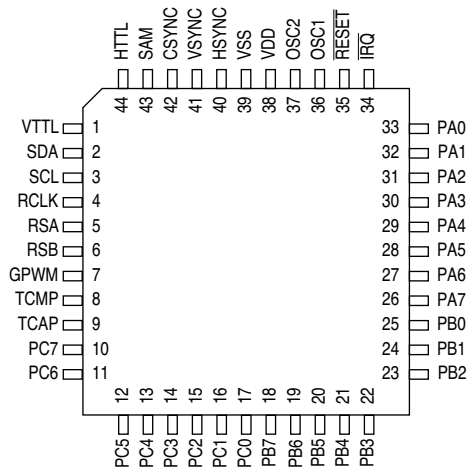 HTTL
SAM
CSYNC
VSYNC
HSYNC
VSS
VDD
OSC2
OSC1
RESET
IRQ
44
43
42
41
40
39
38
37
36
35
34
VTTL 1
SDA 2
SCL 3
RCLK 4
RSA 5
RSB 6
GPWM 7
TCMP 8
TCAP 9
PC7 10
PC6 11
33 PA0
32 PA1
31 PA2
30 PA3
29 PA4
28 PA5
27 PA6
26 PA7
25 PB0
24 PB1
23 PB2
12
13
14
15
16
17
18
19
20
21
22
PC5
PC4
PC3
PC2
PC1
PC0
PB7
PB6
PB5
PB4
PB3